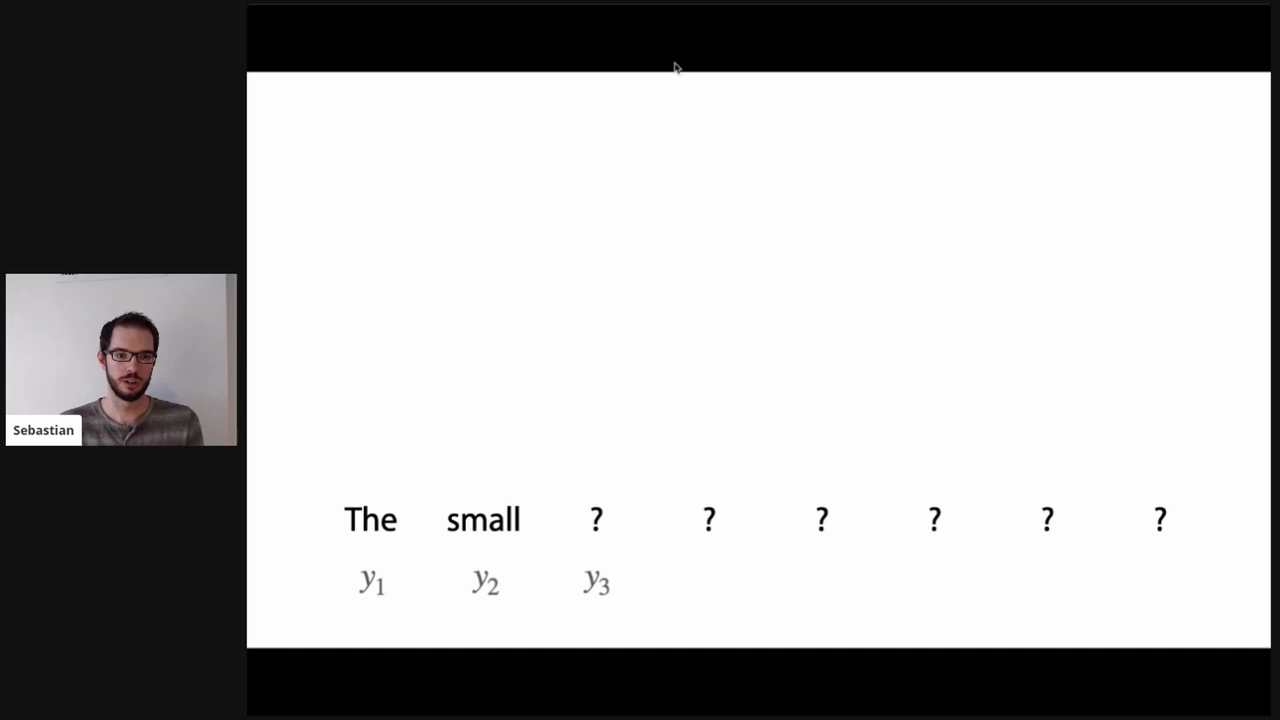 The small ? ? ? ? ? ?
y₁ y₂ y₃
Sebastian